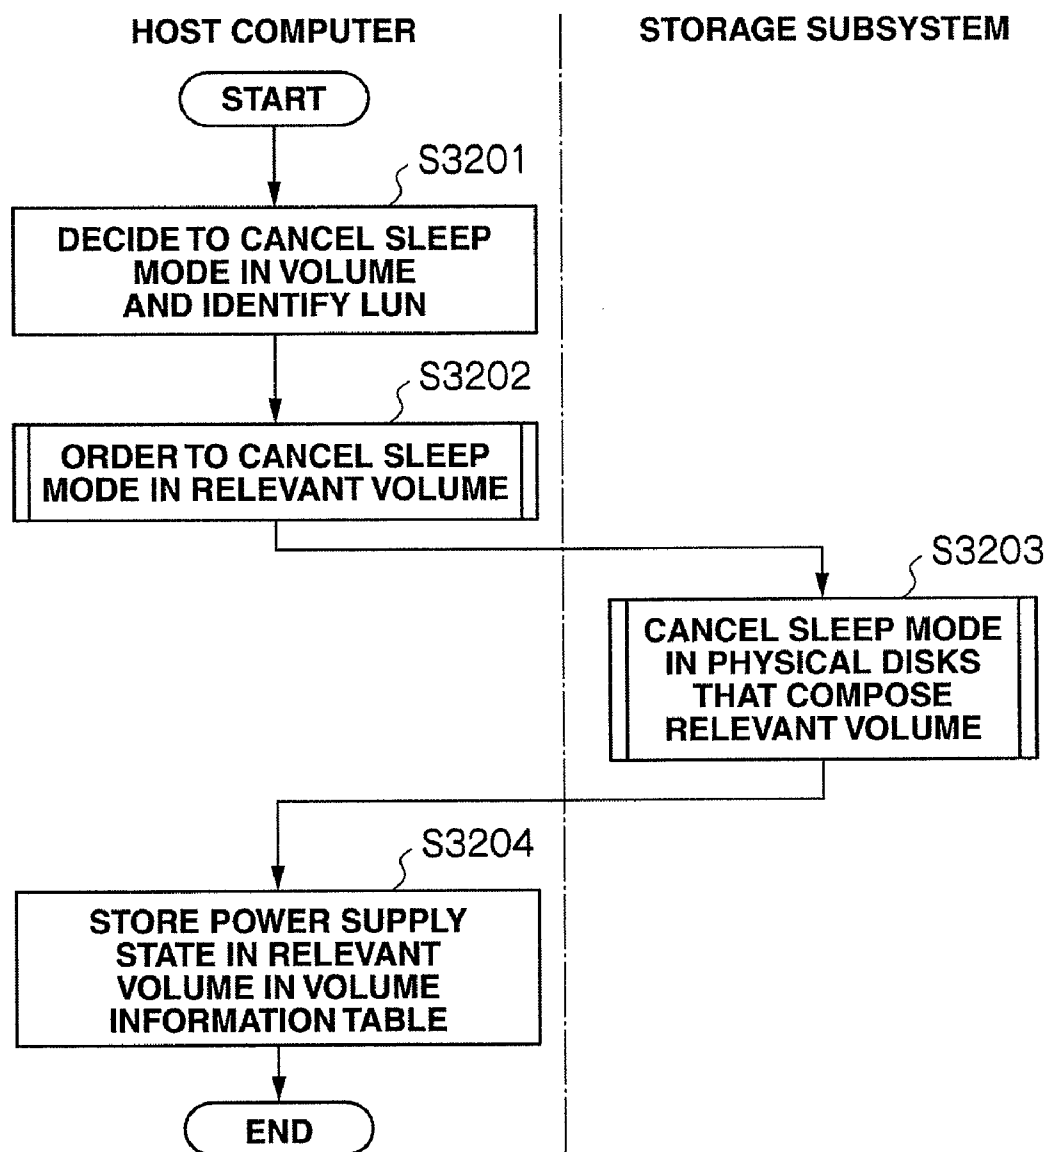 HOST COMPUTER
STORAGE SUBSYSTEM
START
S3201
DECIDE TO CANCEL SLEEP
MODE IN VOLUME
AND IDENTIFY LUN
S3202
ORDER TO CANCEL SLEEP
MODE IN RELEVANT VOLUME
S3203
CANCEL SLEEP MODE
IN PHYSICAL DISKS
THAT COMPOSE
RELEVANT VOLUME
S3204
STORE POWER SUPPLY
STATE IN RELEVANT
VOLUME IN VOLUME
INFORMATION TABLE
END